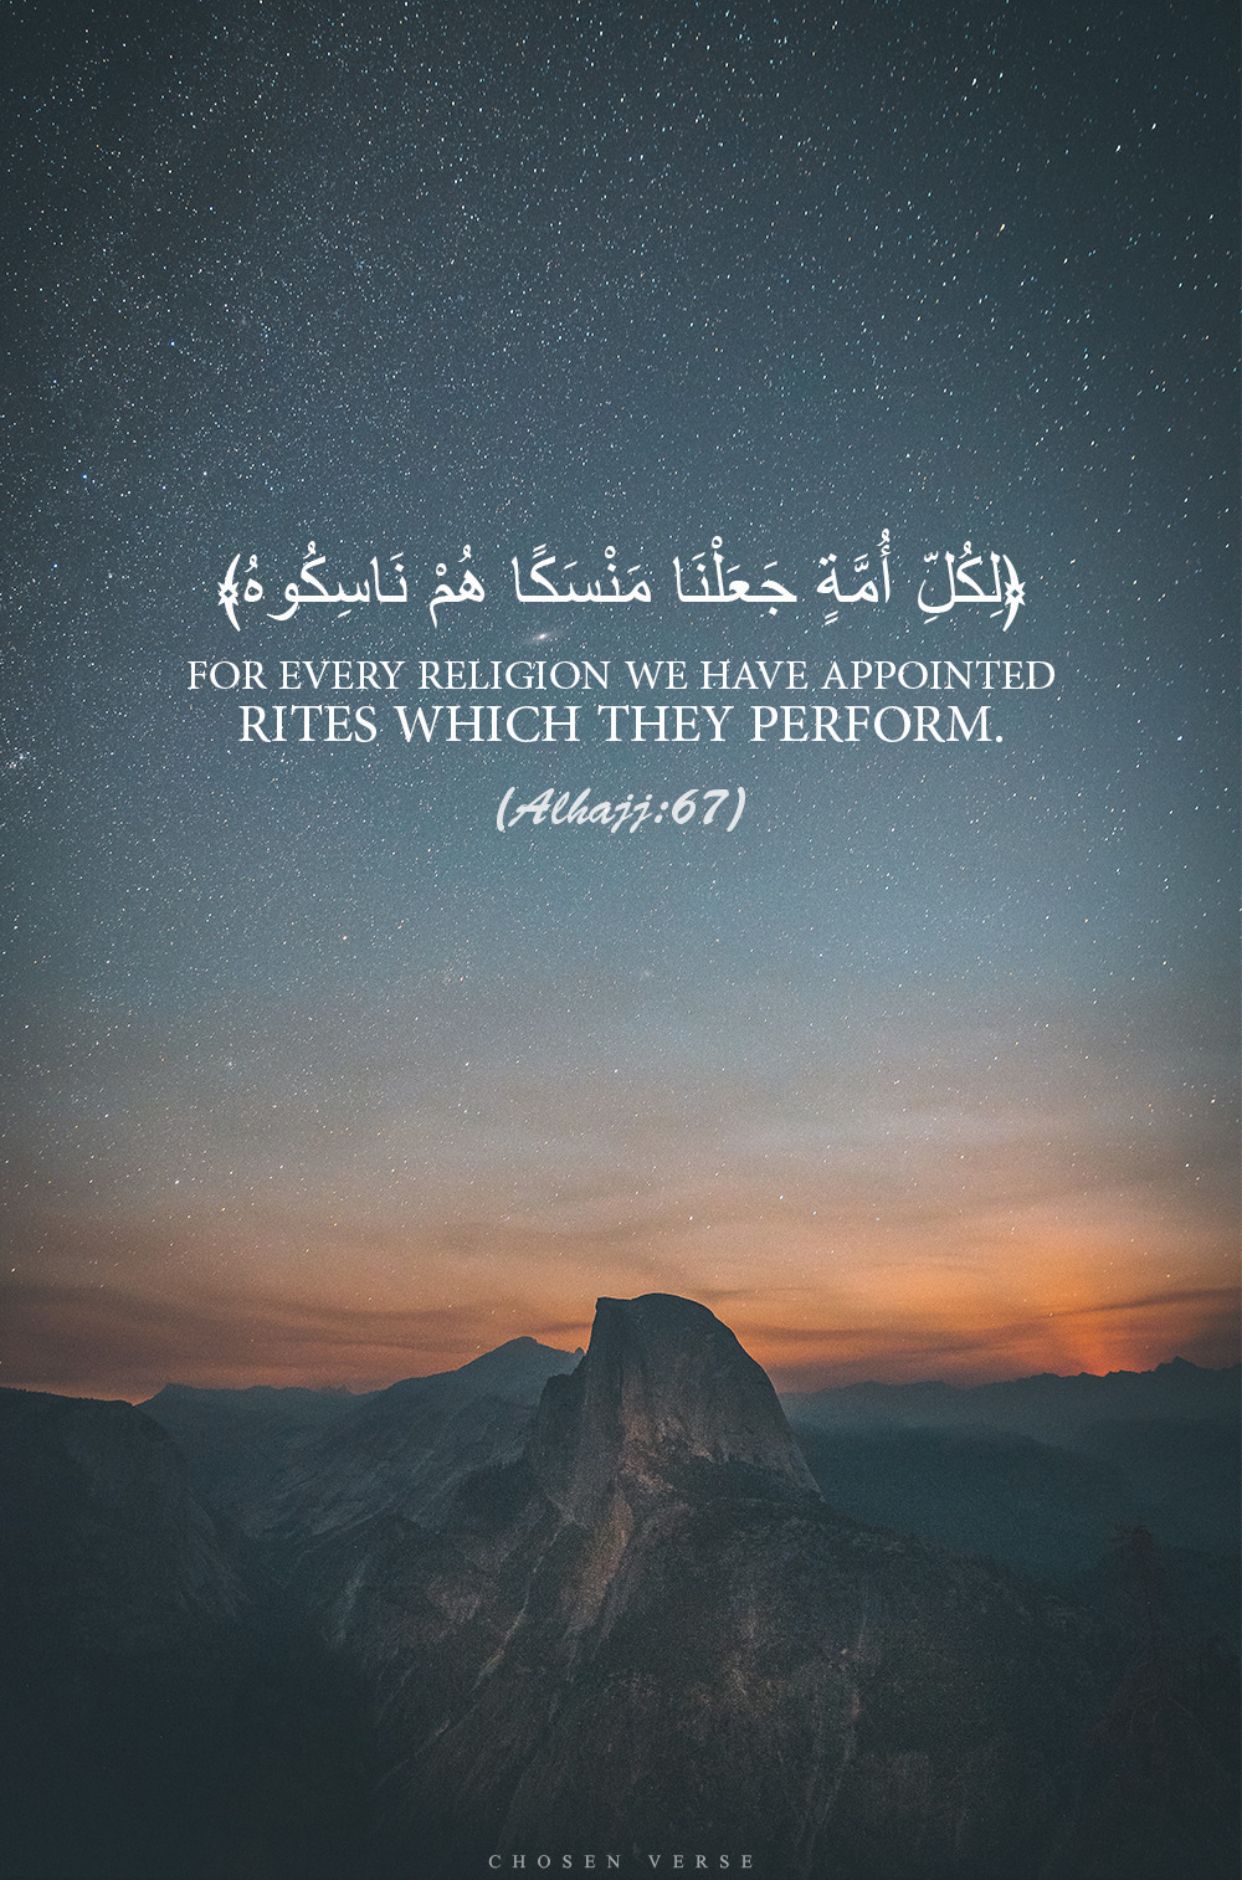 ﴿لِكُلِّ أُمَّةٍ جَعَلْنَا مَنْسَكًا هُمْ نَاسِكُوهُ﴾
FOR EVERY RELIGION WE HAVE APPOINTED
RITES WHICH THEY PERFORM.
(Alhajj:67)
CHOSEN VERSE